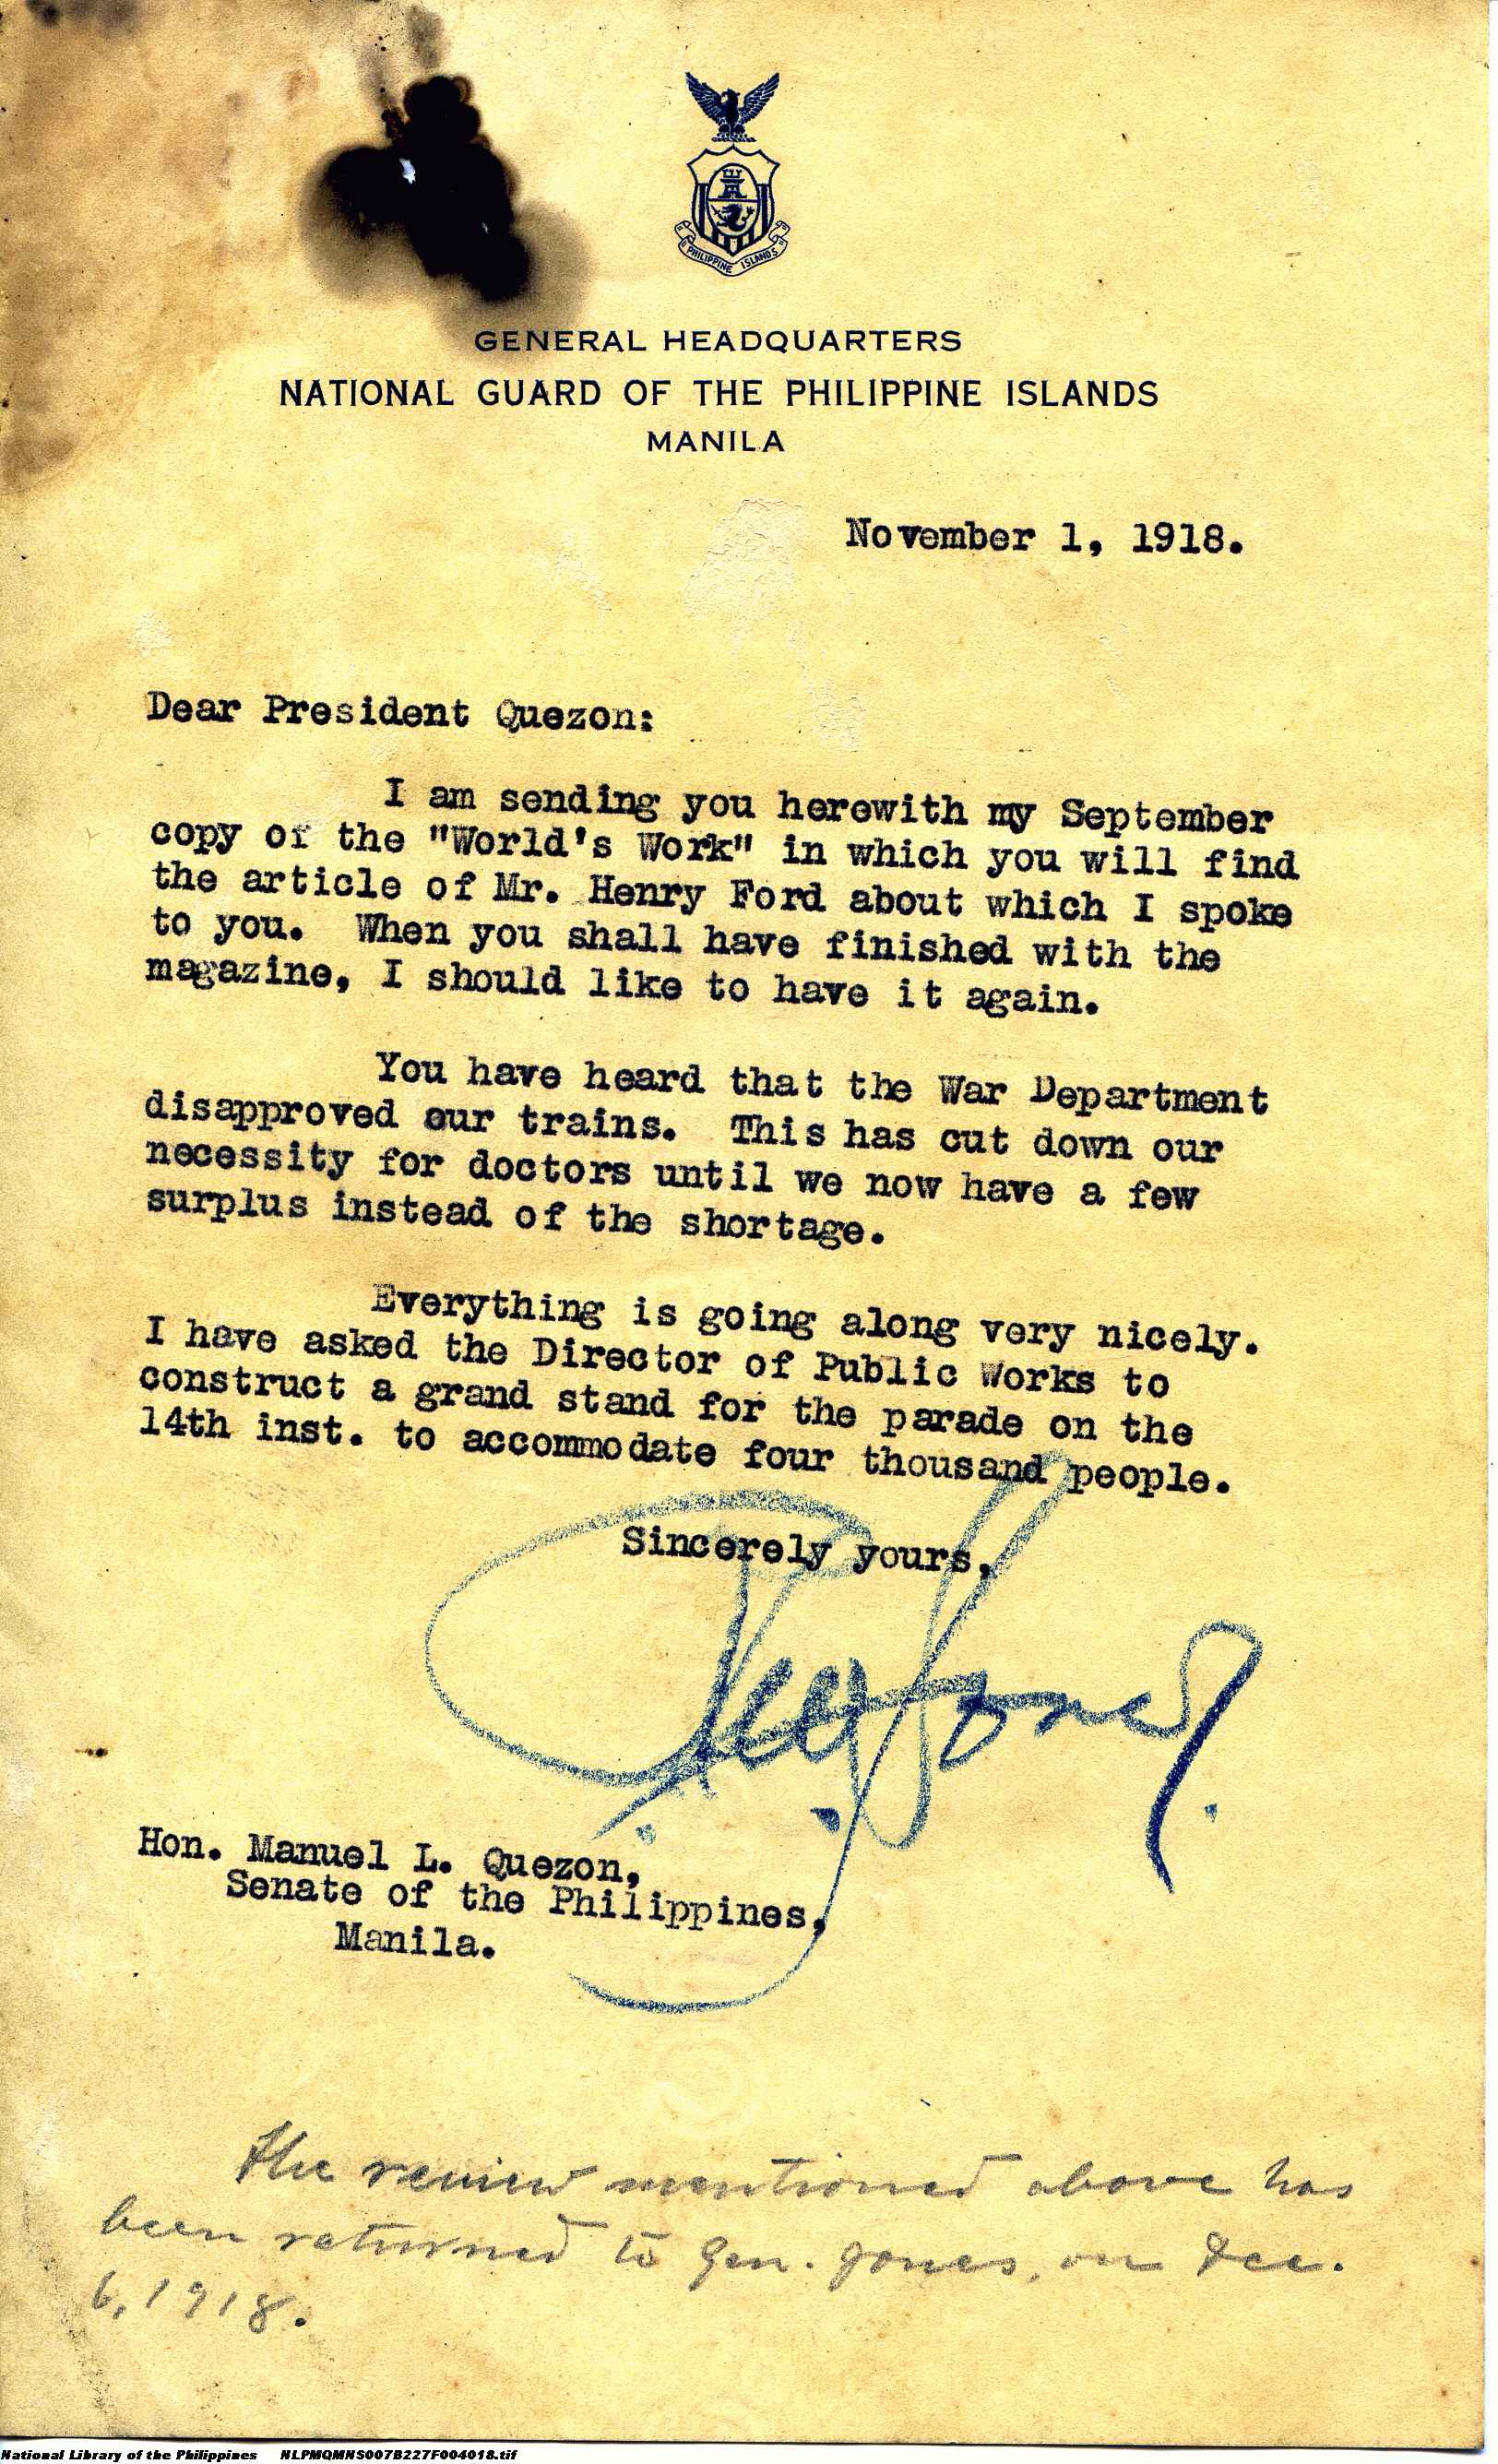 PHILIPPINE ISLANDS
GENERAL HEADQUARTERS
NATIONAL GUARD OF THE PHILIPPINE ISLANDS
MANILA
November 1, 1918.
Dear President Quezon:
I am sending you herewith my September
copy of the "World's Work" in which you will find
the article of Mr. Henry Ford about which I spoke
to you. When you shall have finished with the
magazine, I should like to have it again.
You have heard that the War Department
disapproved our trains. This has cut down our
necessity for doctors until we now have a few
surplus instead of the shortage.
Everything is going along very nicely.
I have asked the Director of Public Works to
construct a grand stand for the parade on the
14th inst. to accommodate four thousand people.
Sincerely yours,
Jones
Hon. Manuel L. Quezon,
Senate of the Philippines,
Manila.
The review mentioned above has
been returned to Gen. Jones, on Dec.
6, 1918.
National Library of the Philippines NLPMQMNS007B227F004018.tif